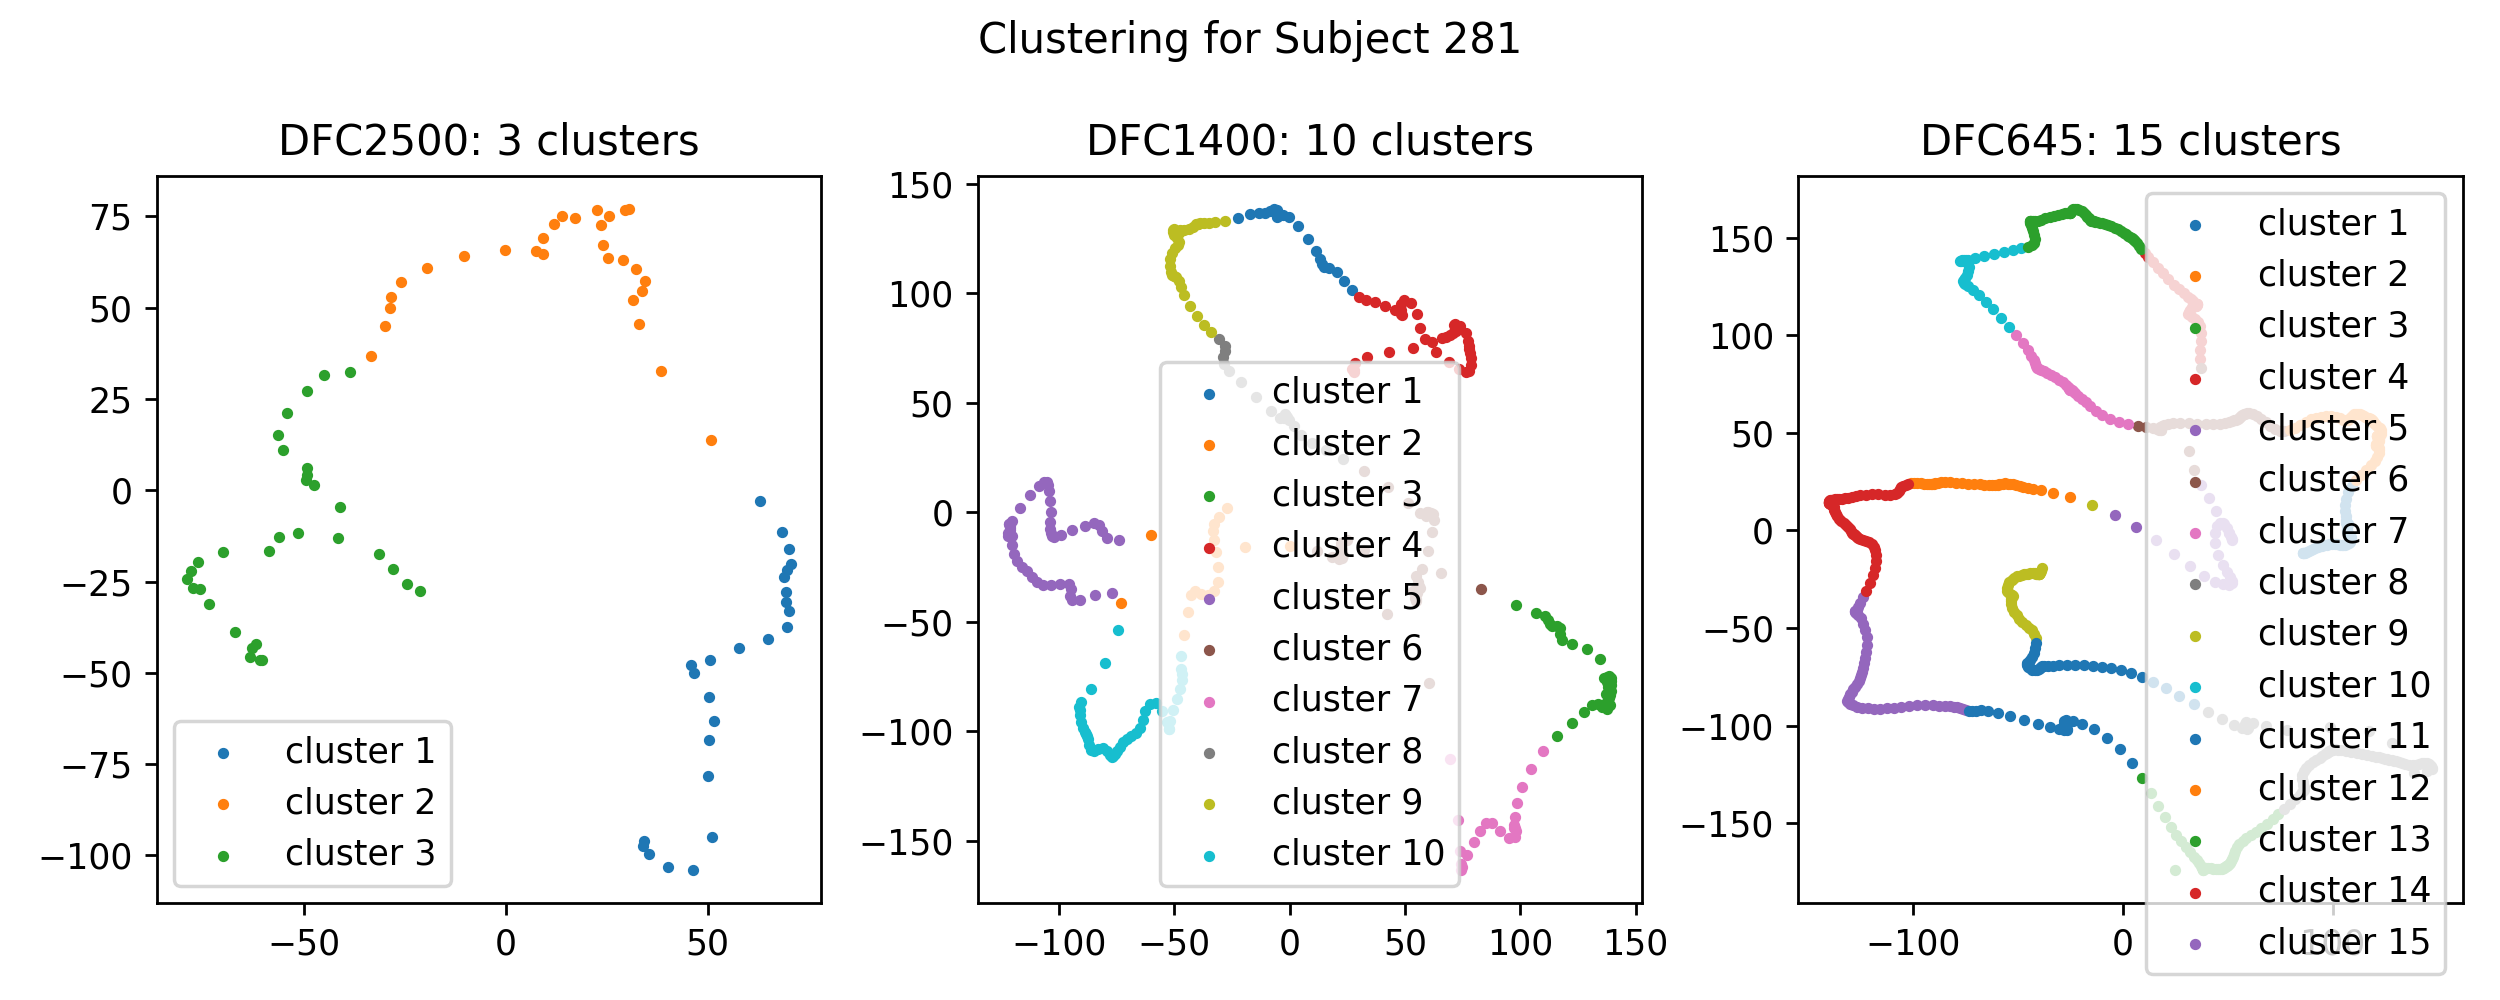 Clustering for Subject 281
DFC2500: 3 clusters
75
50
25
0
−25
−50
−75
−100
−50
0
50
cluster 1
cluster 2
cluster 3
DFC1400: 10 clusters
150
100
50
0
−50
−100
−150
−100
−50
0
50
100
150
cluster 1
cluster 2
cluster 3
cluster 4
cluster 5
cluster 6
cluster 7
cluster 8
cluster 9
cluster 10
DFC645: 15 clusters
150
100
50
0
−50
−100
−150
−100
0
100
cluster 1
cluster 2
cluster 3
cluster 4
cluster 5
cluster 6
cluster 7
cluster 8
cluster 9
cluster 10
cluster 11
cluster 12
cluster 13
cluster 14
cluster 15